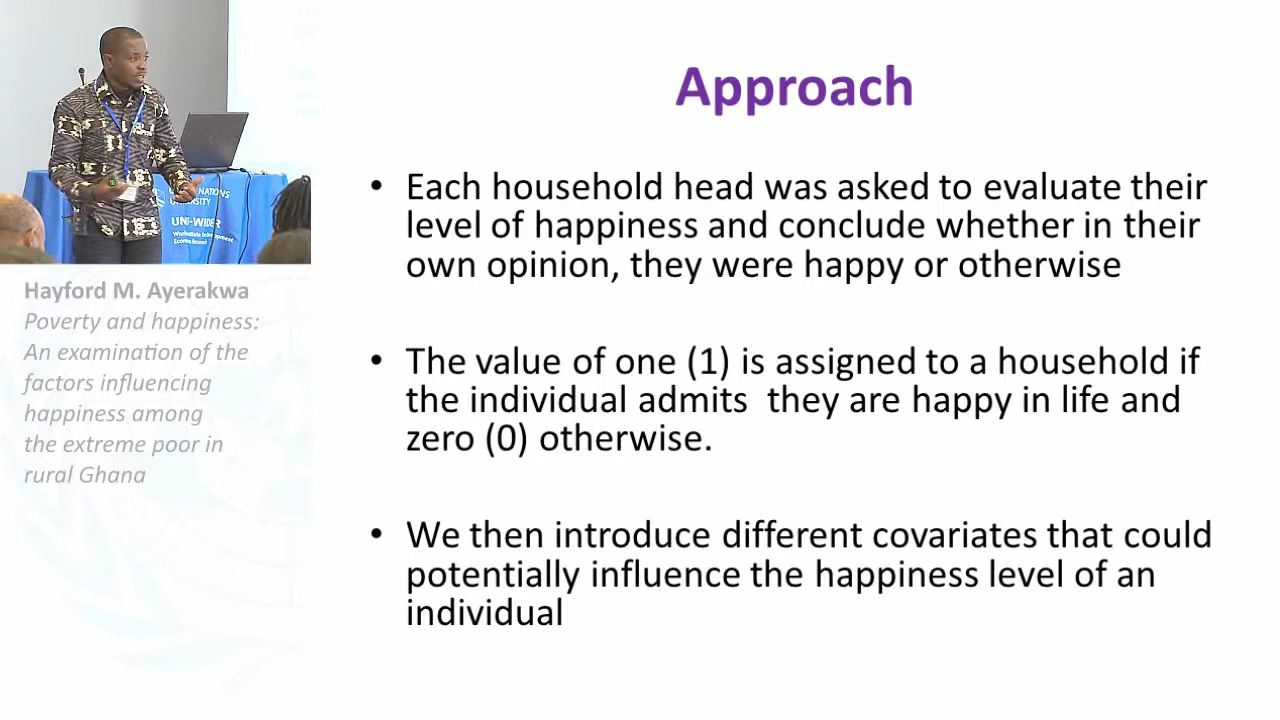 Approach
• Each household head was asked to evaluate their
level of happiness and conclude whether in their
own opinion, they were happy or otherwise
• The value of one (1) is assigned to a household if
the individual admits  they are happy in life and
zero (0) otherwise.
• We then introduce different covariates that could
potentially influence the happiness level of an
individual
UNITED NATIONS
UNIVERSITY
UNI-WIDER
Hayford M. Ayerakwa
Poverty and happiness:
An examination of the
factors influencing
happiness among
the extreme poor in
rural Ghana